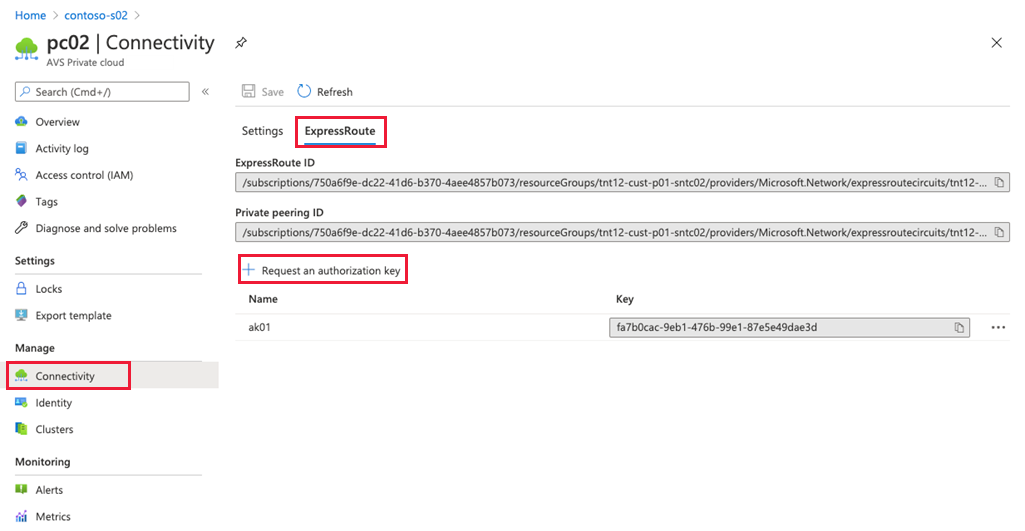 Home > contoso-s02 >
pc02 | Connectivity
AVS Private cloud
Search (Cmd+/)
«
Overview
Activity log
Access control (IAM)
Tags
Diagnose and solve problems
Settings
Locks
Export template
Manage
Connectivity
Identity
Clusters
Monitoring
Alerts
Metrics
Save Refresh
Settings ExpressRoute
ExpressRoute ID
/subscriptions/750a6f9e-dc22-41d6-b370-4aee4857b073/resourceGroups/tnt12-cust-p01-sntc02/providers/Microsoft.Network/expressroutecircuits/tnt12-...
Private peering ID
/subscriptions/750a6f9e-dc22-41d6-b370-4aee4857b073/resourceGroups/tnt12-cust-p01-sntc02/providers/Microsoft.Network/expressroutecircuits/tnt12-...
+ Request an authorization key
Name Key
ak01 fa7b0cac-9eb1-476b-99e1-87e5e49dae3d